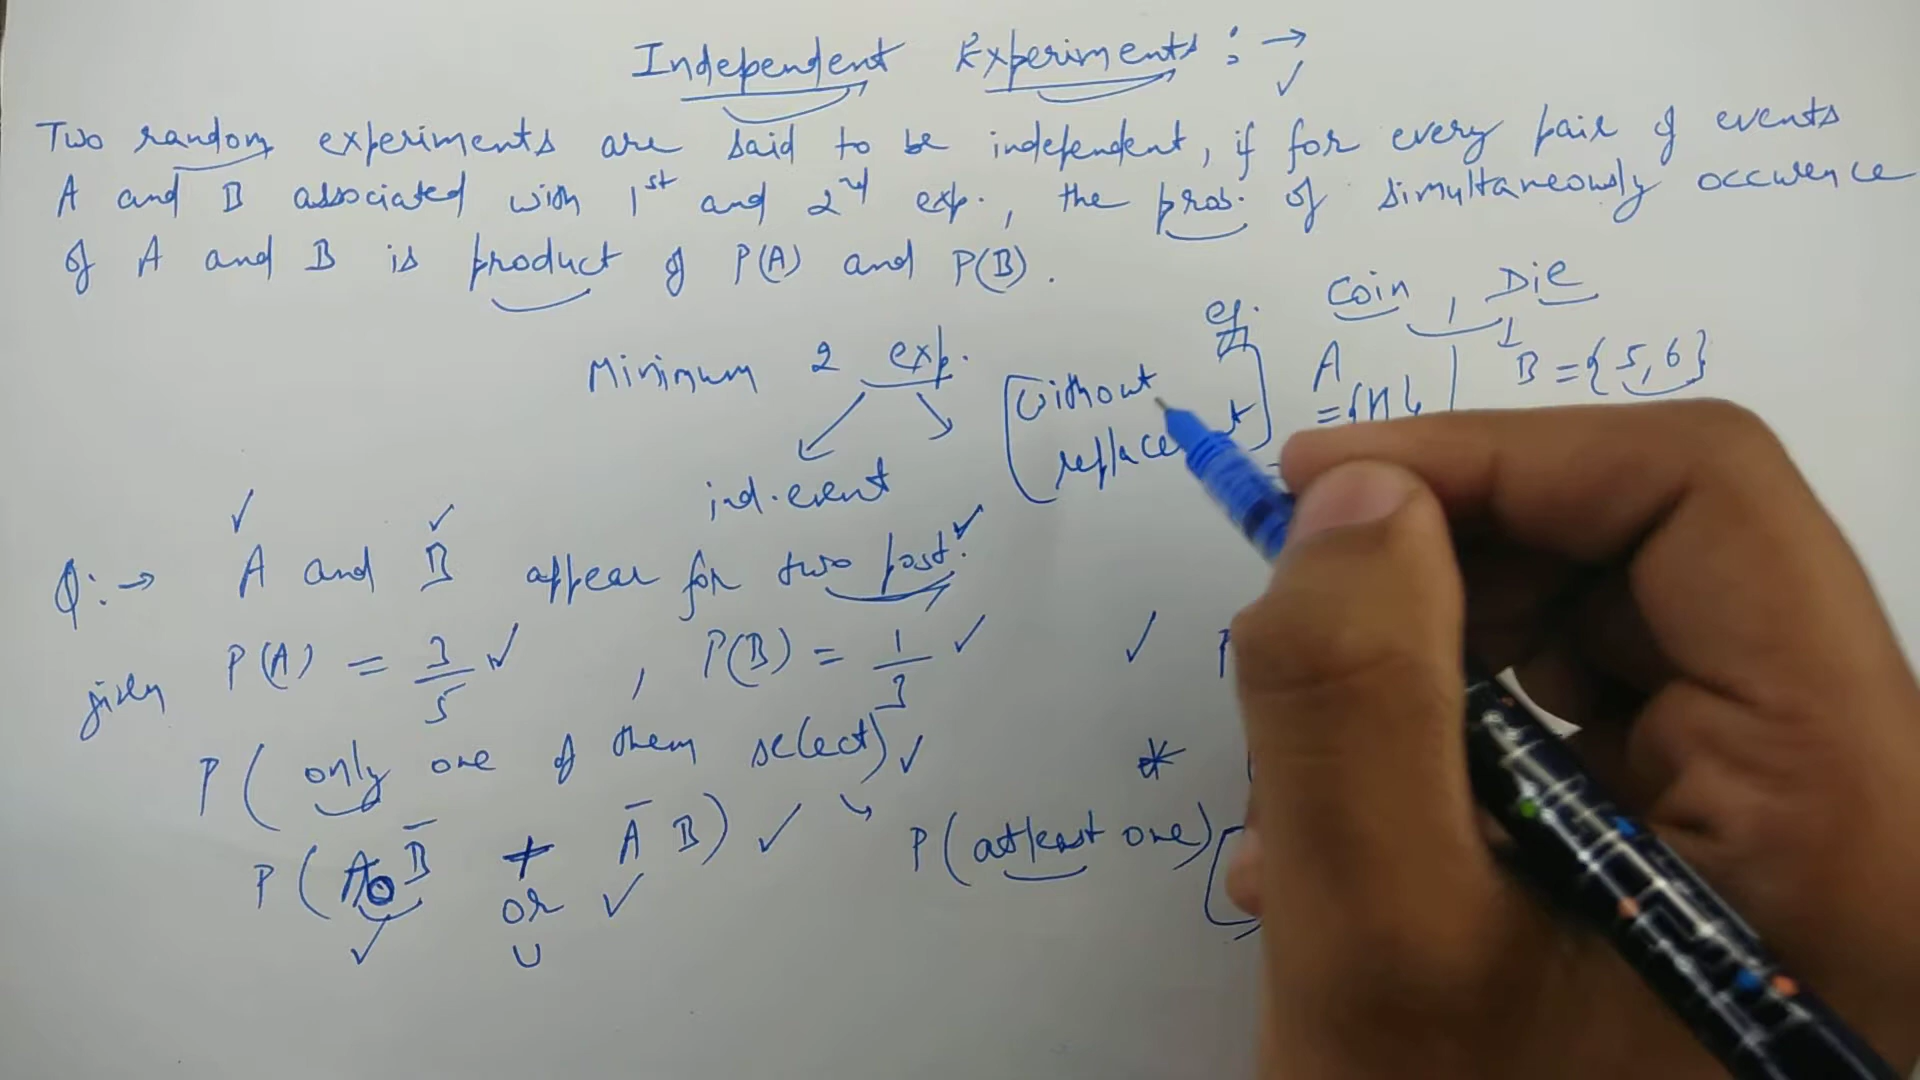 Independent Experiments : →
Two random experiments are said to be independent, if for every pair of events
A and B associated with 1st and 2nd exp., the prob. of simultaneously occurence
of A and B is product of P(A) and P(B).
eg. Coin , Die
Minimum 2 exp.
Without
A B = {5,6}
= {H}
ind. event
Q:→ A and B appear for two post.
given P(A) = 3/5 , P(B) = 1/3
P( only one of them select)
P( A B̅ + A̅ B)
or
U
P(atleast one)